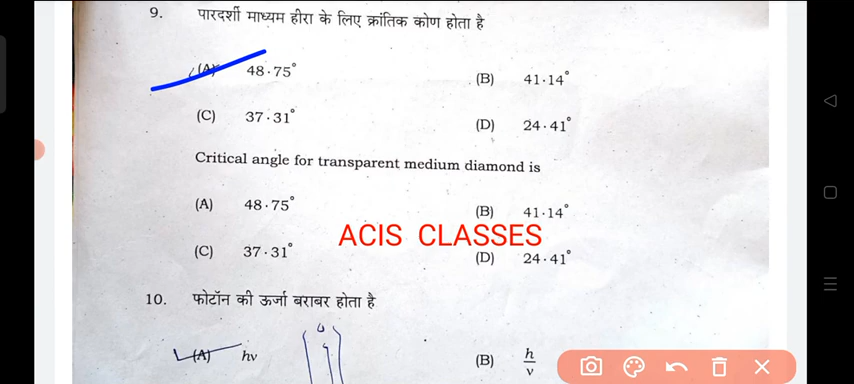 9. पारदर्शी माध्यम हीरा के लिए क्रांतिक कोण होता है
(A) 48·75°
(B) 41·14°
(C) 37·31°
(D) 24·41°
Critical angle for transparent medium diamond is
(A) 48·75°
(B) 41·14°
ACIS CLASSES
(C) 37·31°
(D) 24·41°
10. फोटॉन की ऊर्जा बराबर होता है
(A) hν
(B) h/ν